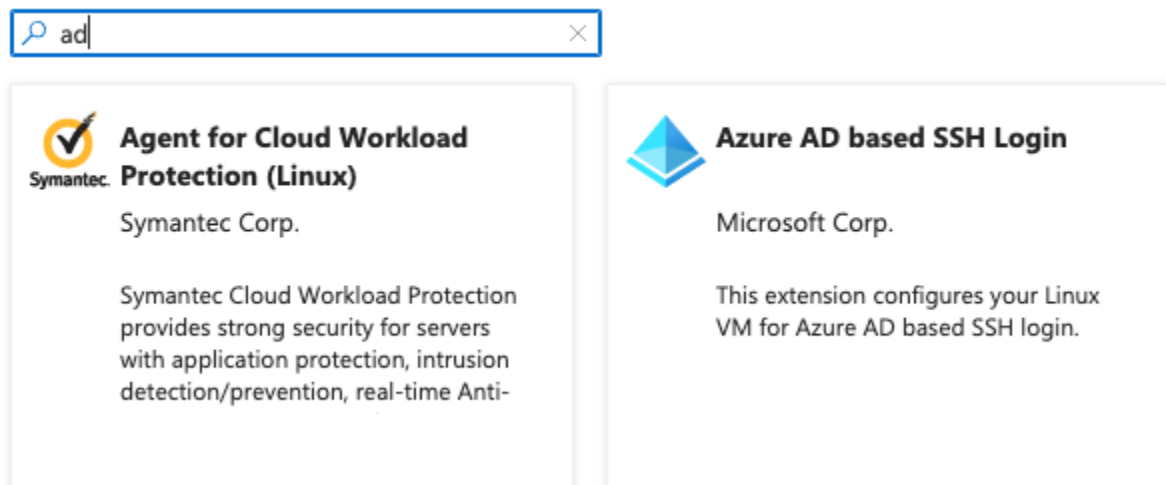 ad
Agent for Cloud Workload
Protection (Linux)
Symantec.
Symantec Corp.
Symantec Cloud Workload Protection
provides strong security for servers
with application protection, intrusion
detection/prevention, real-time Anti-
Azure AD based SSH Login
Microsoft Corp.
This extension configures your Linux
VM for Azure AD based SSH login.